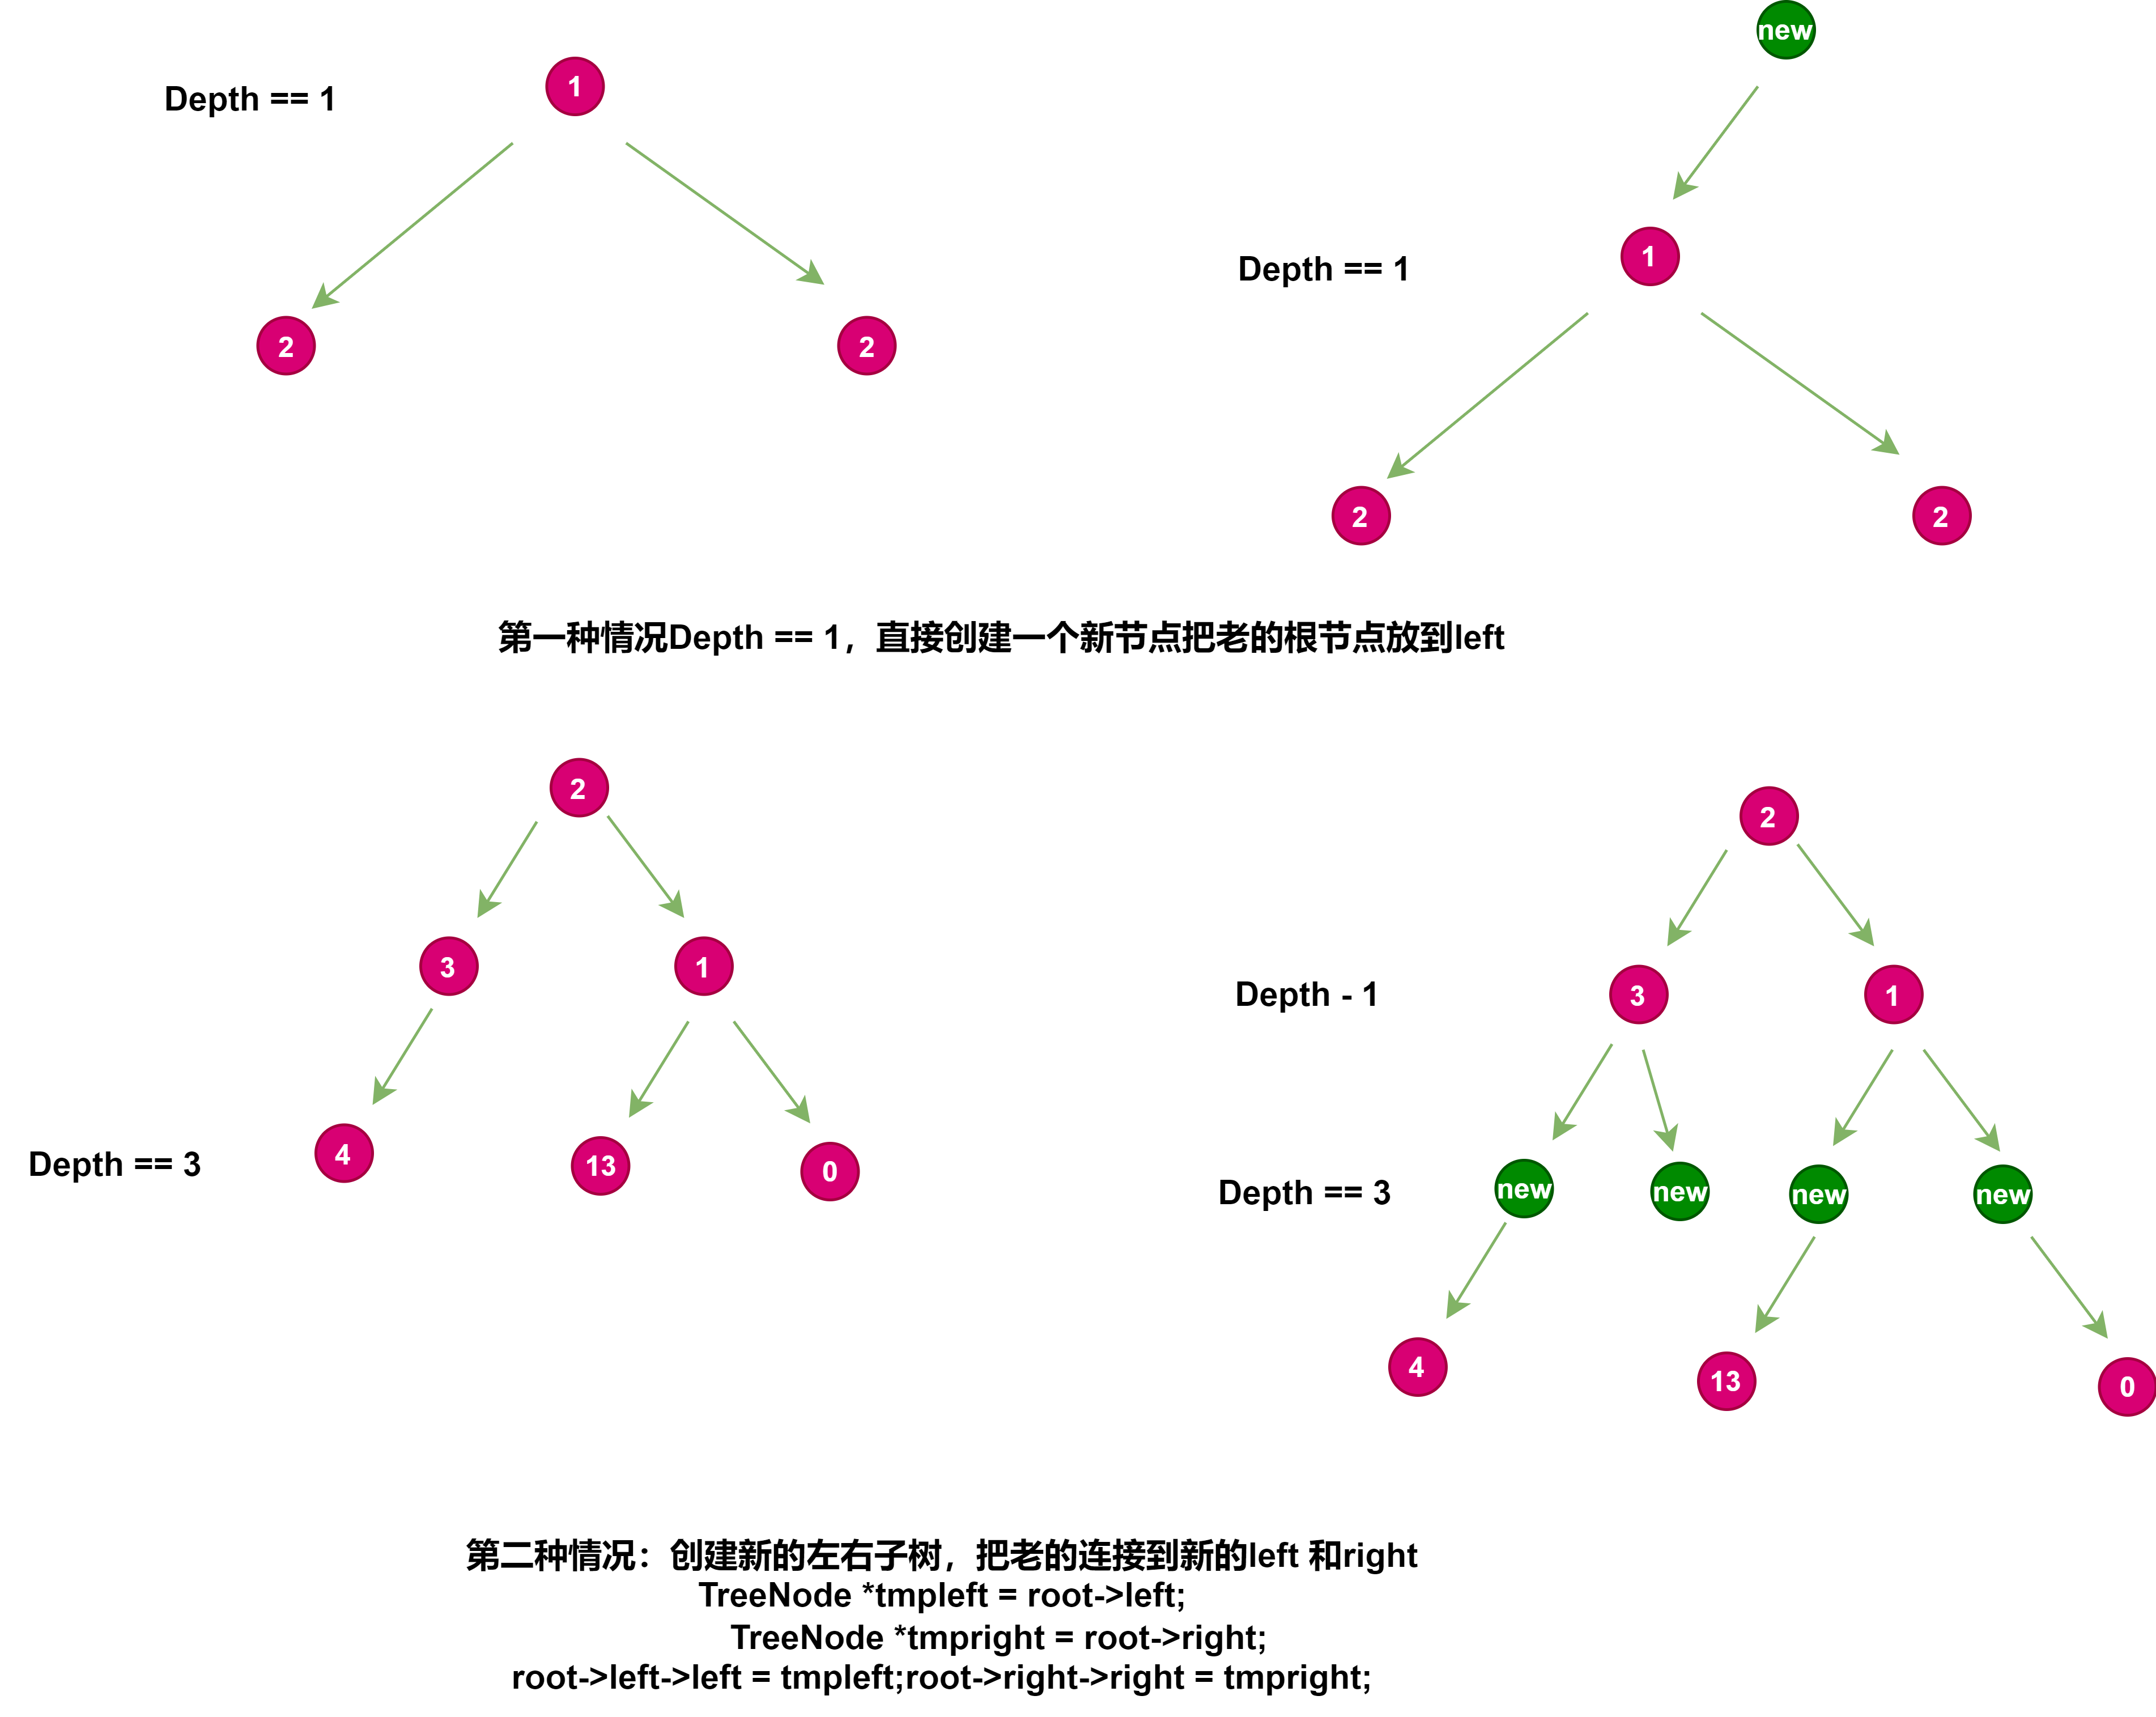 new
Depth == 1
1
2
2
Depth == 1
1
2
2
第一种情况Depth == 1，直接创建一个新节点把老的根节点放到left
2
3
1
Depth == 3
4
13
0
2
Depth - 1
3
1
Depth == 3
new
new
new
new
4
13
0
第二种情况：创建新的左右子树，把老的连接到新的left 和right
TreeNode *tmpleft = root->left;
TreeNode *tmpright = root->right;
root->left->left = tmpleft;root->right->right = tmpright;